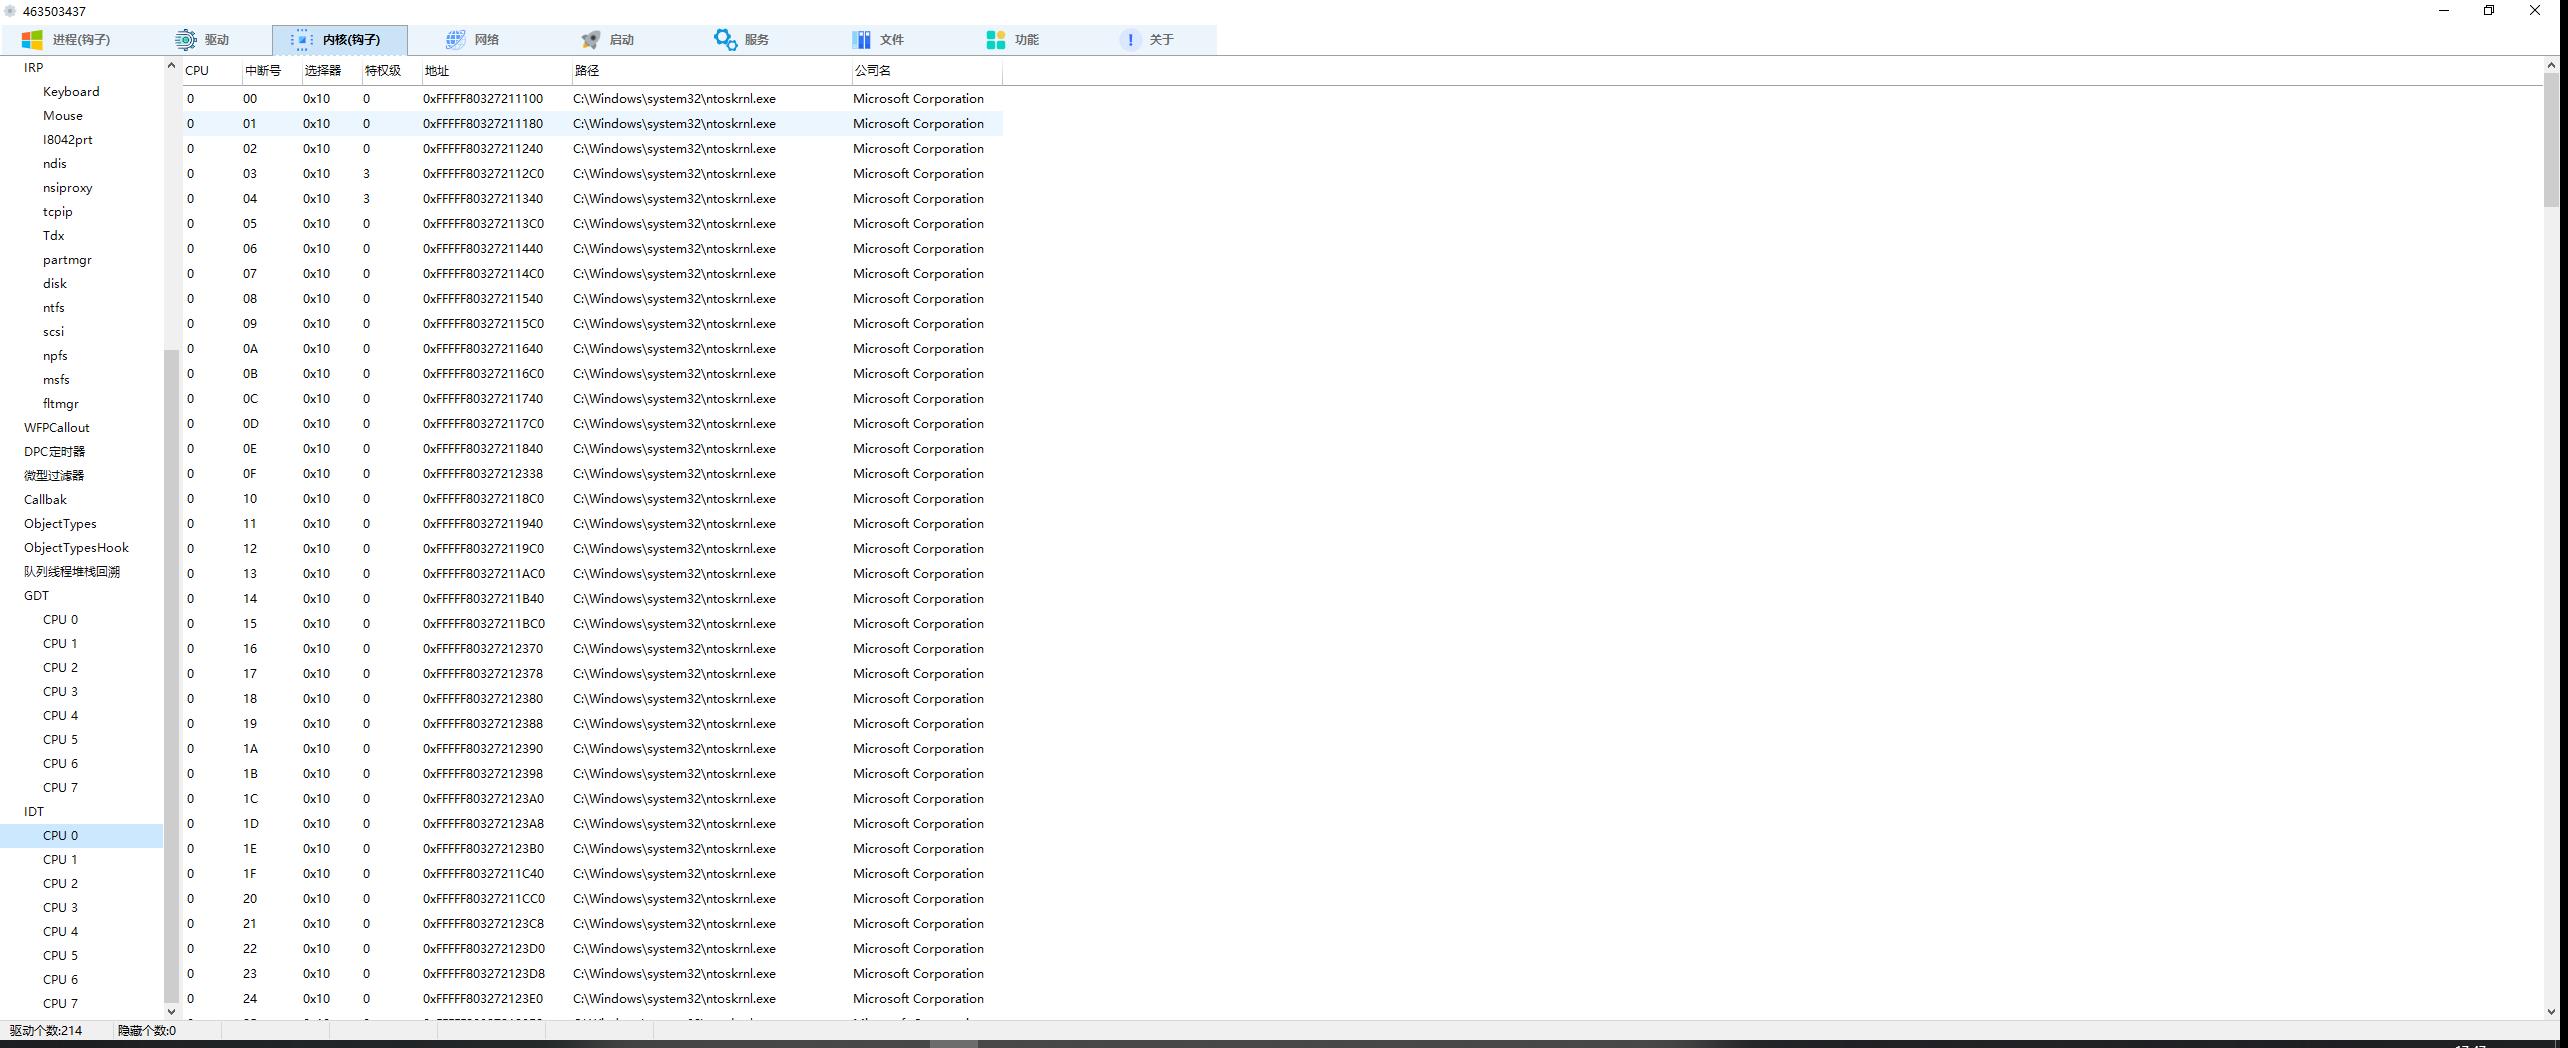 463503437
进程(钩子) 驱动 内核(钩子) 网络 启动 服务 文件 功能 关于
IRP
Keyboard
Mouse
I8042prt
ndis
nsiproxy
tcpip
Tdx
partmgr
disk
ntfs
scsi
npfs
msfs
fltmgr
WFPCallout
DPC定时器
微型过滤器
Callbak
ObjectTypes
ObjectTypesHook
队列线程堆栈回溯
GDT
CPU 0
CPU 1
CPU 2
CPU 3
CPU 4
CPU 5
CPU 6
CPU 7
IDT
CPU 0
CPU 1
CPU 2
CPU 3
CPU 4
CPU 5
CPU 6
CPU 7
CPU 中断号 选择器 特权级 地址 路径 公司名
0 00 0x10 0 0xFFFFF80327211100 C:\Windows\system32\ntoskrnl.exe Microsoft Corporation
0 01 0x10 0 0xFFFFF80327211180 C:\Windows\system32\ntoskrnl.exe Microsoft Corporation
0 02 0x10 0 0xFFFFF80327211240 C:\Windows\system32\ntoskrnl.exe Microsoft Corporation
0 03 0x10 3 0xFFFFF803272112C0 C:\Windows\system32\ntoskrnl.exe Microsoft Corporation
0 04 0x10 3 0xFFFFF80327211340 C:\Windows\system32\ntoskrnl.exe Microsoft Corporation
0 05 0x10 0 0xFFFFF803272113C0 C:\Windows\system32\ntoskrnl.exe Microsoft Corporation
0 06 0x10 0 0xFFFFF80327211440 C:\Windows\system32\ntoskrnl.exe Microsoft Corporation
0 07 0x10 0 0xFFFFF803272114C0 C:\Windows\system32\ntoskrnl.exe Microsoft Corporation
0 08 0x10 0 0xFFFFF80327211540 C:\Windows\system32\ntoskrnl.exe Microsoft Corporation
0 09 0x10 0 0xFFFFF803272115C0 C:\Windows\system32\ntoskrnl.exe Microsoft Corporation
0 0A 0x10 0 0xFFFFF80327211640 C:\Windows\system32\ntoskrnl.exe Microsoft Corporation
0 0B 0x10 0 0xFFFFF803272116C0 C:\Windows\system32\ntoskrnl.exe Microsoft Corporation
0 0C 0x10 0 0xFFFFF80327211740 C:\Windows\system32\ntoskrnl.exe Microsoft Corporation
0 0D 0x10 0 0xFFFFF803272117C0 C:\Windows\system32\ntoskrnl.exe Microsoft Corporation
0 0E 0x10 0 0xFFFFF80327211840 C:\Windows\system32\ntoskrnl.exe Microsoft Corporation
0 0F 0x10 0 0xFFFFF80327212338 C:\Windows\system32\ntoskrnl.exe Microsoft Corporation
0 10 0x10 0 0xFFFFF803272118C0 C:\Windows\system32\ntoskrnl.exe Microsoft Corporation
0 11 0x10 0 0xFFFFF80327211940 C:\Windows\system32\ntoskrnl.exe Microsoft Corporation
0 12 0x10 0 0xFFFFF803272119C0 C:\Windows\system32\ntoskrnl.exe Microsoft Corporation
0 13 0x10 0 0xFFFFF80327211AC0 C:\Windows\system32\ntoskrnl.exe Microsoft Corporation
0 14 0x10 0 0xFFFFF80327211B40 C:\Windows\system32\ntoskrnl.exe Microsoft Corporation
0 15 0x10 0 0xFFFFF80327211BC0 C:\Windows\system32\ntoskrnl.exe Microsoft Corporation
0 16 0x10 0 0xFFFFF80327212370 C:\Windows\system32\ntoskrnl.exe Microsoft Corporation
0 17 0x10 0 0xFFFFF80327212378 C:\Windows\system32\ntoskrnl.exe Microsoft Corporation
0 18 0x10 0 0xFFFFF80327212380 C:\Windows\system32\ntoskrnl.exe Microsoft Corporation
0 19 0x10 0 0xFFFFF80327212388 C:\Windows\system32\ntoskrnl.exe Microsoft Corporation
0 1A 0x10 0 0xFFFFF80327212390 C:\Windows\system32\ntoskrnl.exe Microsoft Corporation
0 1B 0x10 0 0xFFFFF80327212398 C:\Windows\system32\ntoskrnl.exe Microsoft Corporation
0 1C 0x10 0 0xFFFFF803272123A0 C:\Windows\system32\ntoskrnl.exe Microsoft Corporation
0 1D 0x10 0 0xFFFFF803272123A8 C:\Windows\system32\ntoskrnl.exe Microsoft Corporation
0 1E 0x10 0 0xFFFFF803272123B0 C:\Windows\system32\ntoskrnl.exe Microsoft Corporation
0 1F 0x10 0 0xFFFFF80327211C40 C:\Windows\system32\ntoskrnl.exe Microsoft Corporation
0 20 0x10 0 0xFFFFF80327211CC0 C:\Windows\system32\ntoskrnl.exe Microsoft Corporation
0 21 0x10 0 0xFFFFF803272123C8 C:\Windows\system32\ntoskrnl.exe Microsoft Corporation
0 22 0x10 0 0xFFFFF803272123D0 C:\Windows\system32\ntoskrnl.exe Microsoft Corporation
0 23 0x10 0 0xFFFFF803272123D8 C:\Windows\system32\ntoskrnl.exe Microsoft Corporation
0 24 0x10 0 0xFFFFF803272123E0 C:\Windows\system32\ntoskrnl.exe Microsoft Corporation
驱动个数:214 隐藏个数:0